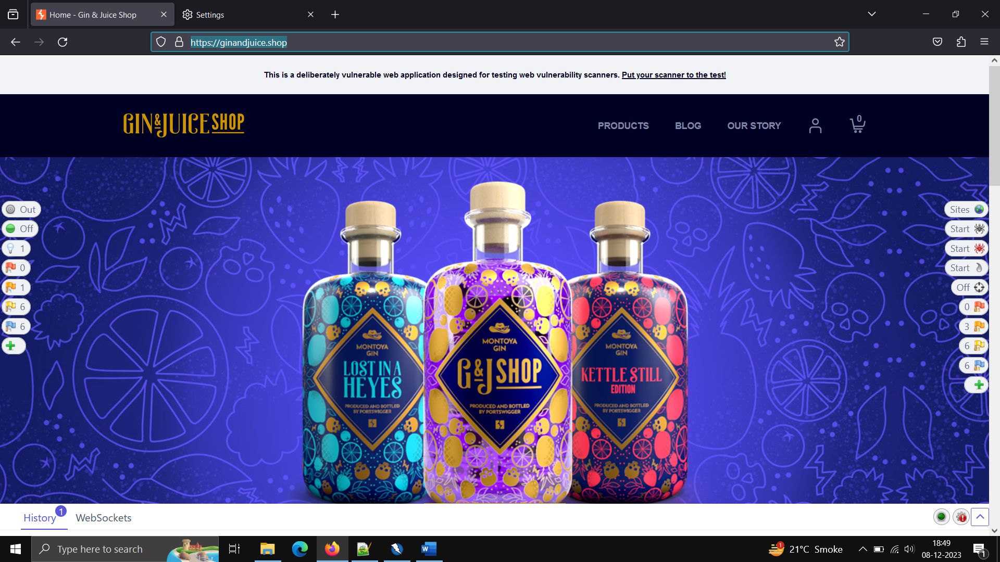 Home - Gin & Juice Shop
Settings
https://ginandjuice.shop
This is a deliberately vulnerable web application designed for testing web vulnerability scanners. Put your scanner to the test!
GIN & JUICE SHOP
PRODUCTS
BLOG
OUR STORY
0
Out
Off
1
0
1
6
6
Sites
Start
Start
Start
Off
0
3
6
6
MONTOYA
GIN
LOST IN A
HEYES
PRODUCED AND BOTTLED
BY PORTSWIGGER
MONTOYA
GIN
G & J SHOP
PRODUCED AND BOTTLED
BY PORTSWIGGER
MONTOYA
GIN
KETTLE STILL
EDITION
PRODUCED AND BOTTLED
BY PORTSWIGGER
History 1
WebSockets
Type here to search
W
1
21°C Smoke
18:49
08-12-2023
1